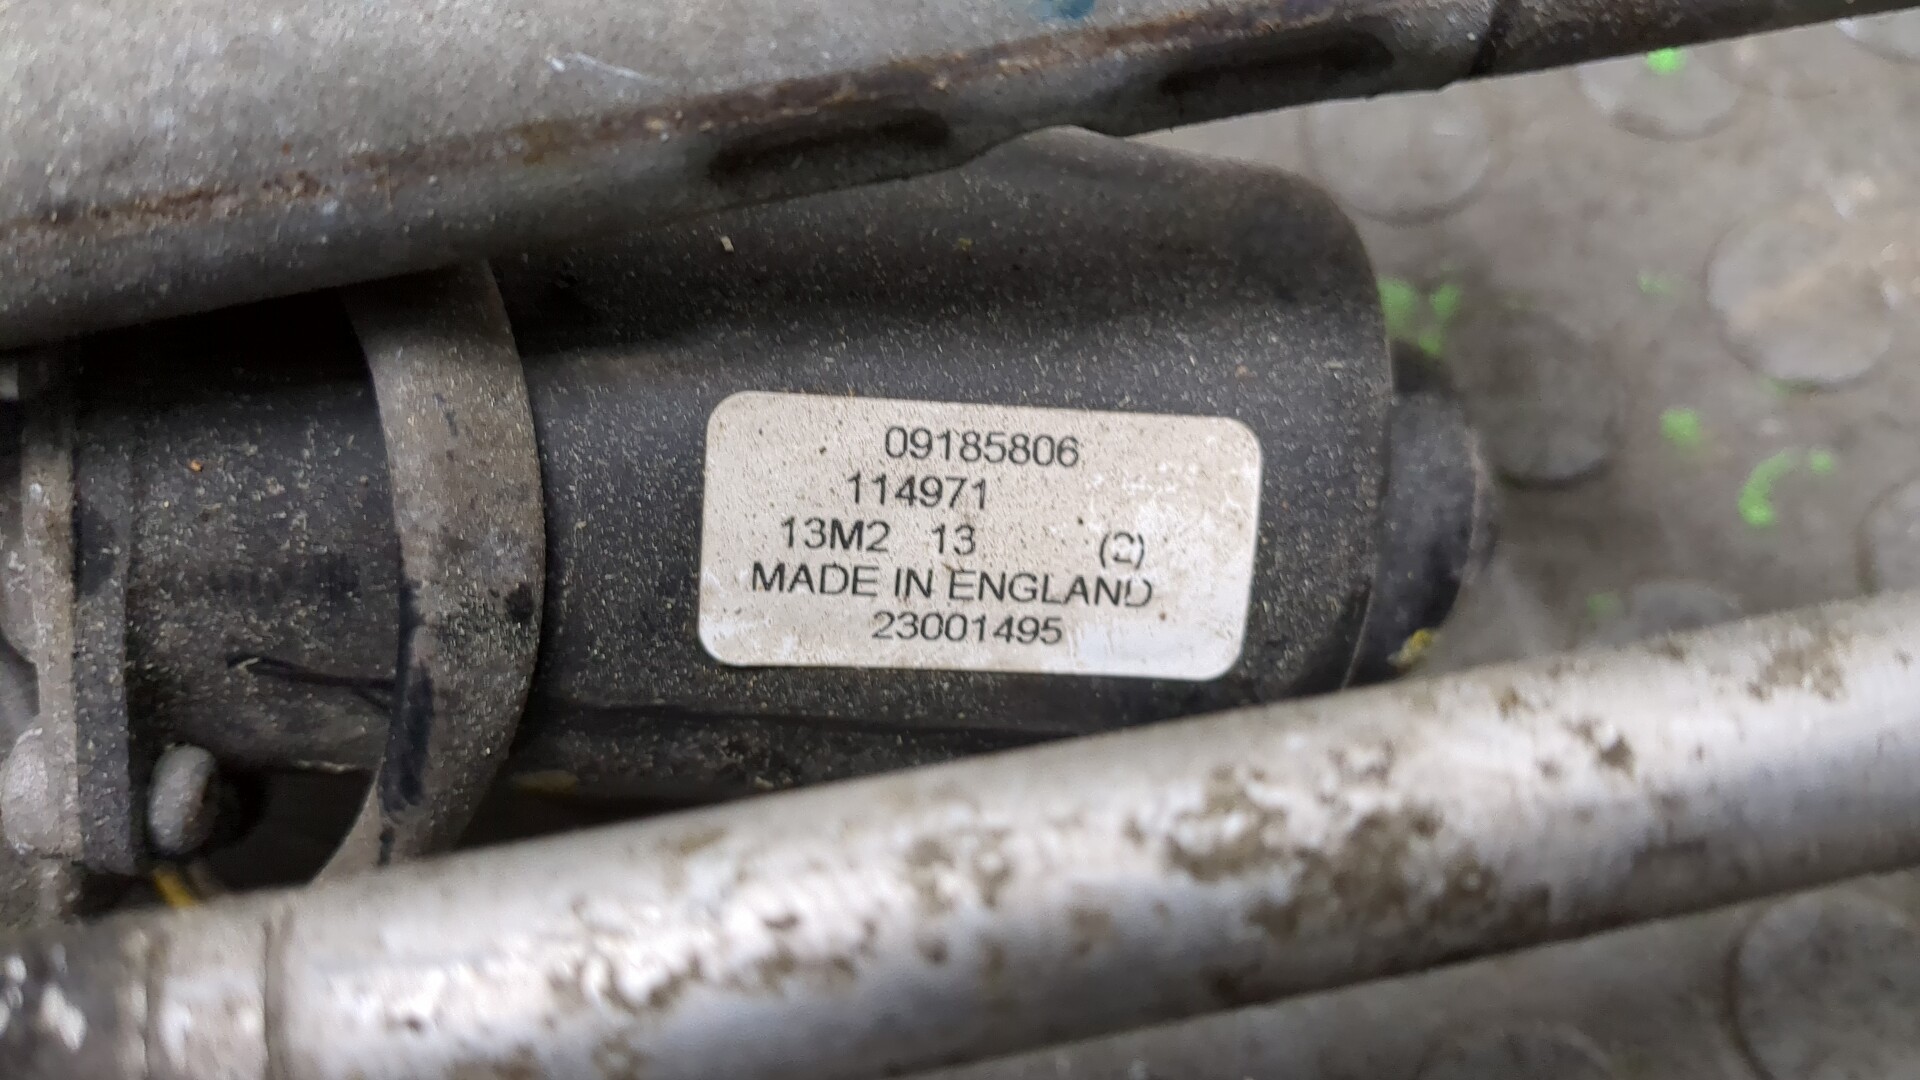 09185806
114971
13M2 13 (2)
MADE IN ENGLAND
23001495